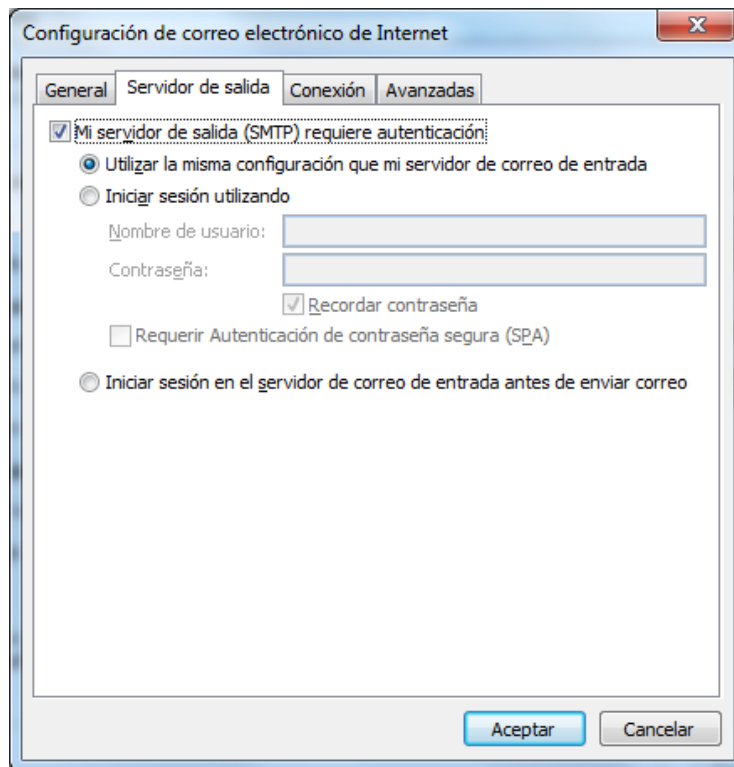 Configuración de correo electrónico de Internet
General Servidor de salida Conexión Avanzadas
Mi servidor de salida (SMTP) requiere autenticación
Utilizar la misma configuración que mi servidor de correo de entrada
Iniciar sesión utilizando
Nombre de usuario:
Contraseña:
Recordar contraseña
Requerir Autenticación de contraseña segura (SPA)
Iniciar sesión en el servidor de correo de entrada antes de enviar correo
Aceptar Cancelar